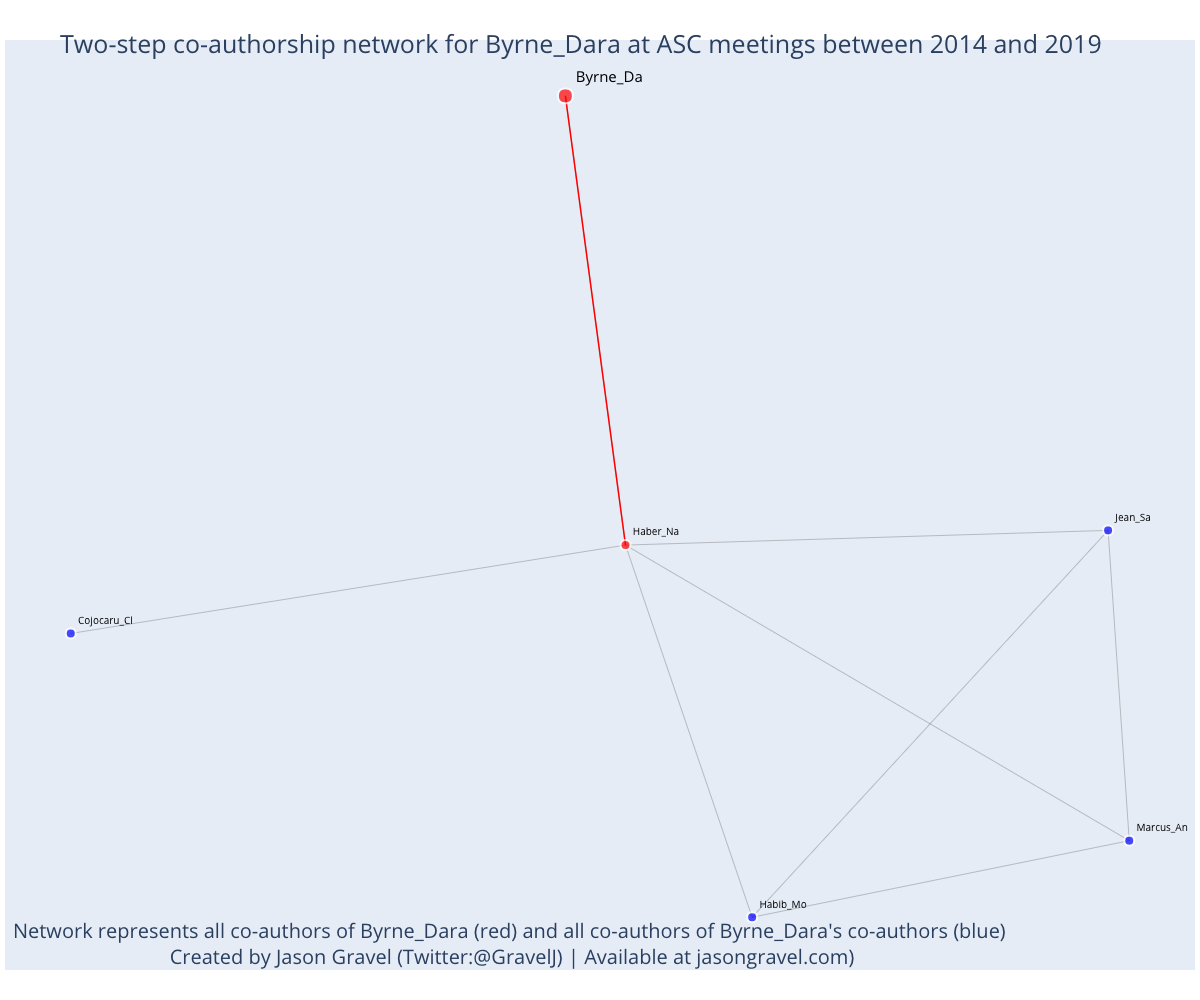 Two-step co-authorship network for Byrne_Dara at ASC meetings between 2014 and 2019
Byrne_Da
Jean_Sa
Haber_Na
Cojocaru_Cl
Marcus_An
Habib_Mo
Network represents all co-authors of Byrne_Dara (red) and all co-authors of Byrne_Dara's co-authors (blue)
Created by Jason Gravel (Twitter:@GravelJ) | Available at jasongravel.com)